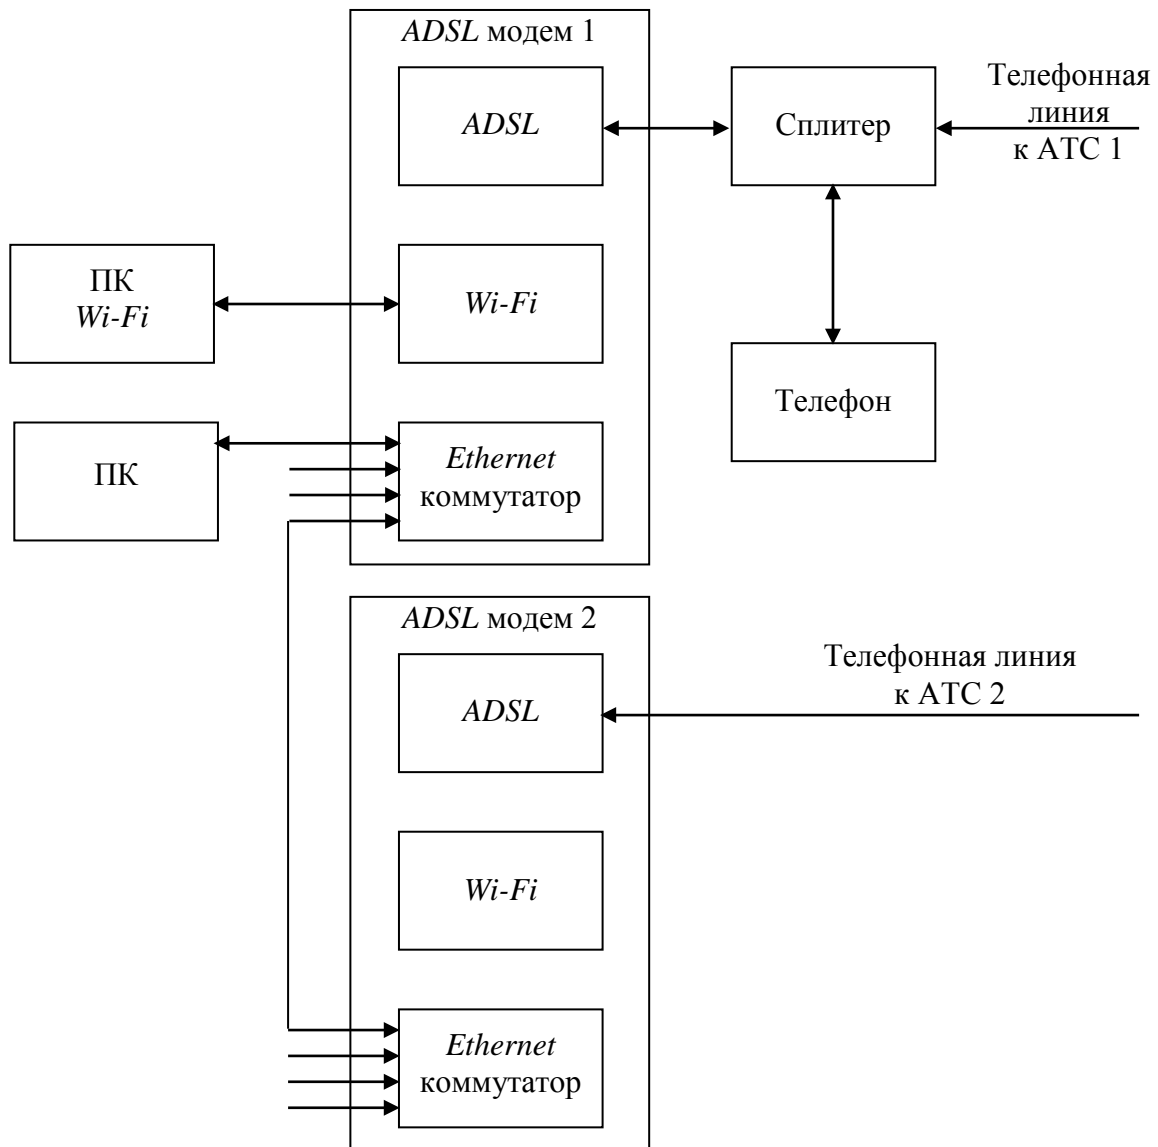 ADSL модем 1
ADSL
Сплитер
Телефонная
линия
к АТС 1
ПК
Wi-Fi
Wi-Fi
Телефон
ПК
Ethernet
коммутатор
ADSL модем 2
ADSL
Телефонная линия
к АТС 2
Wi-Fi
Ethernet
коммутатор